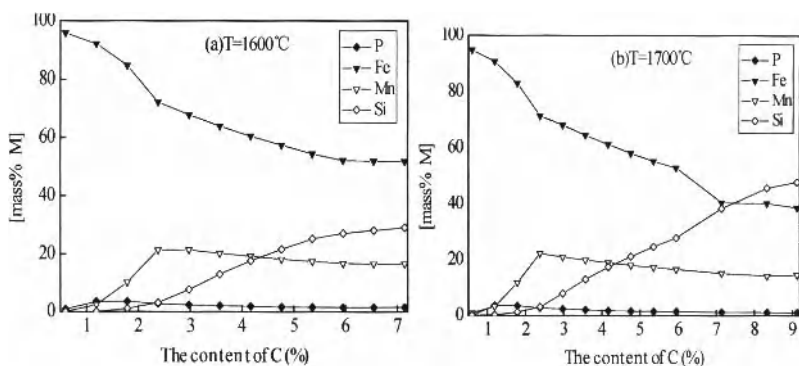 100
80
60
40
20
0
[mass% M]
(a)T=1600℃
P
Fe
Mn
Si
1 2 3 4 5 6 7
The content of C (%)
100
80
60
40
20
0
[mass% M]
(b)T=1700℃
P
Fe
Mn
Si
1 2 3 4 5 6 7 8 9
The content of C (%)